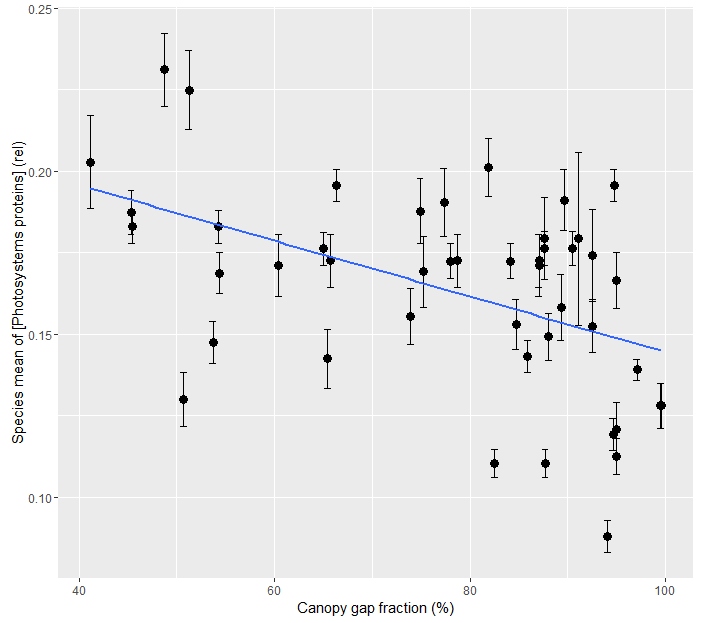 0.25
0.20
0.15
0.10
Species mean of [Photosystems proteins] (rel)
40 60 80 100
Canopy gap fraction (%)